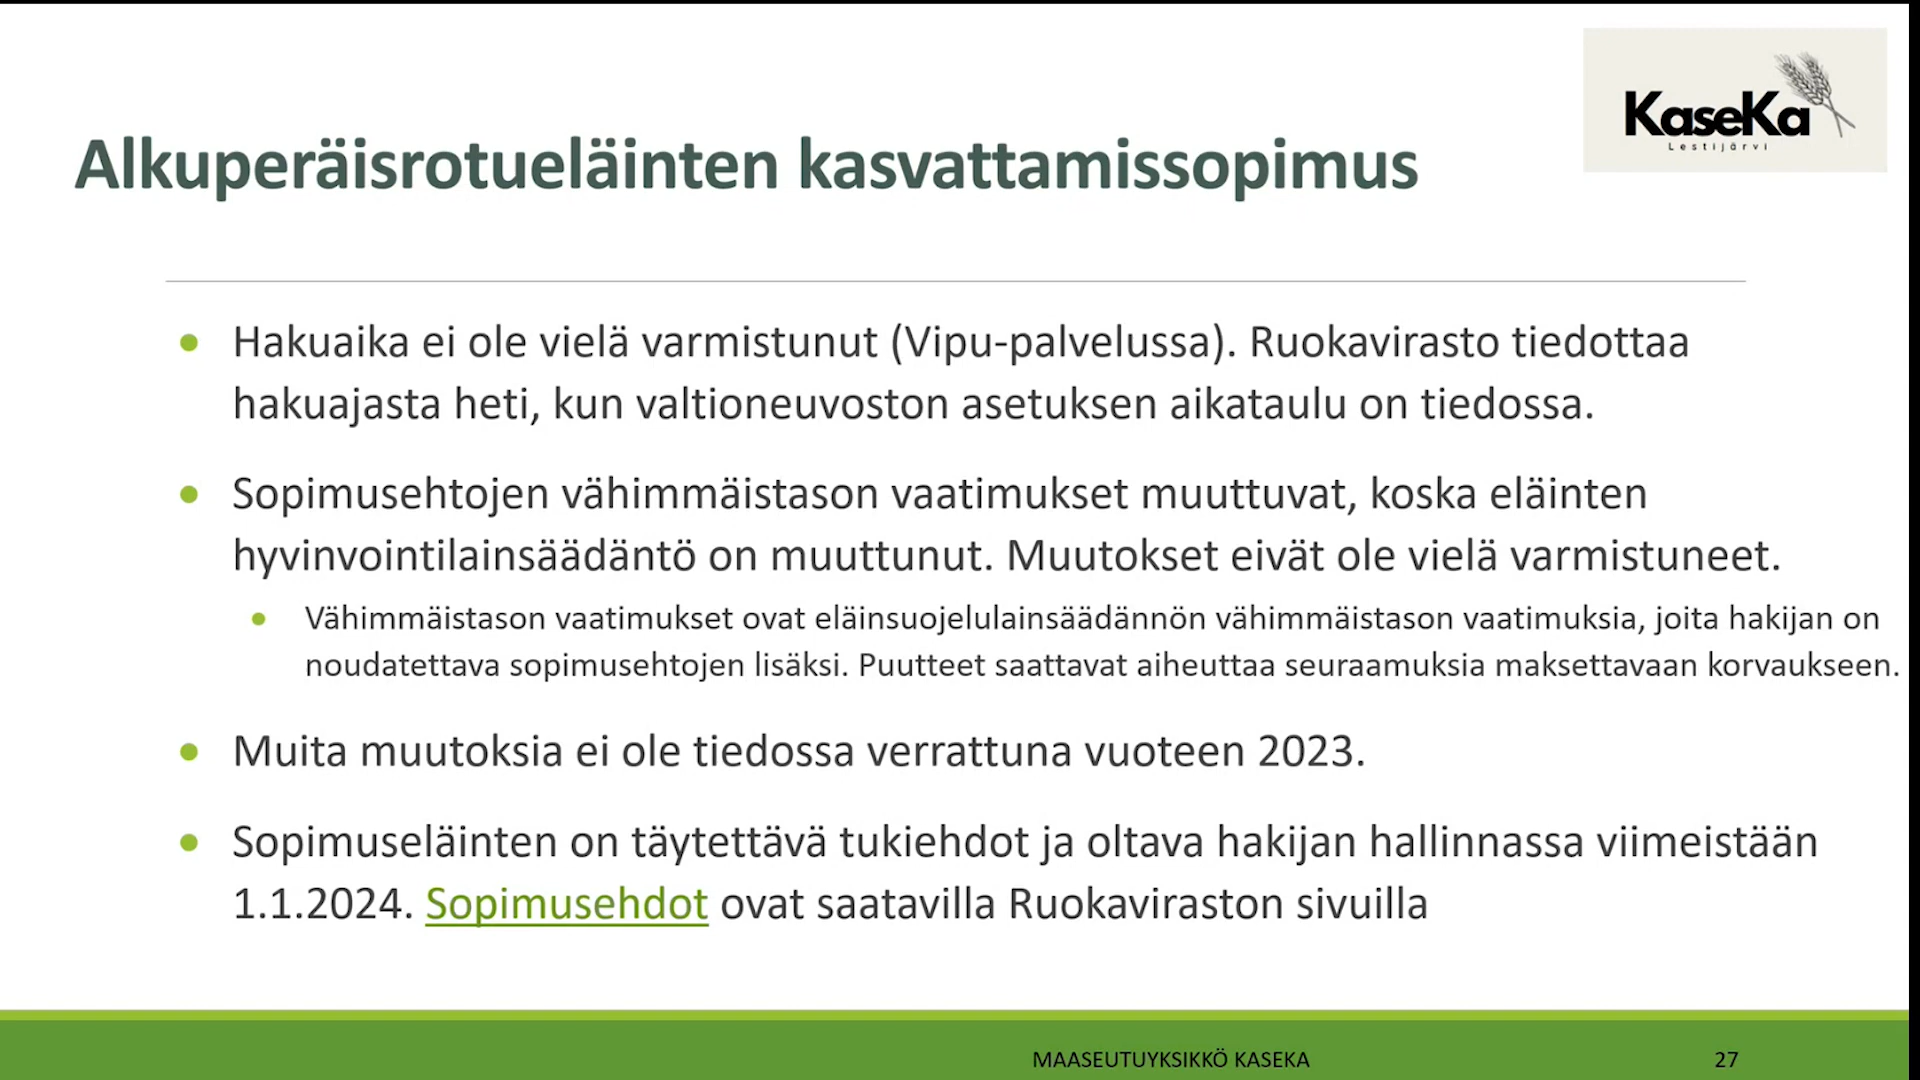 KaseKa
Lestijärvi
Alkuperäisrotueläinten kasvattamissopimus
Hakuaika ei ole vielä varmistunut (Vipu-palvelussa). Ruokavirasto tiedottaa
hakuajasta heti, kun valtioneuvoston asetuksen aikataulu on tiedossa.
Sopimusehtojen vähimmäistason vaatimukset muuttuvat, koska eläinten
hyvinvointilainsäädäntö on muuttunut. Muutokset eivät ole vielä varmistuneet.
Vähimmäistason vaatimukset ovat eläinsuojelulainsäädännön vähimmäistason vaatimuksia, joita hakijan on
noudatettava sopimusehtojen lisäksi. Puutteet saattavat aiheuttaa seuraamuksia maksettavaan korvaukseen.
Muita muutoksia ei ole tiedossa verrattuna vuoteen 2023.
Sopimuseläinten on täytettävä tukiehdot ja oltava hakijan hallinnassa viimeistään
1.1.2024. Sopimusehdot ovat saatavilla Ruokaviraston sivuilla
MAASEUTUYKSIKKÖ KASEKA
27